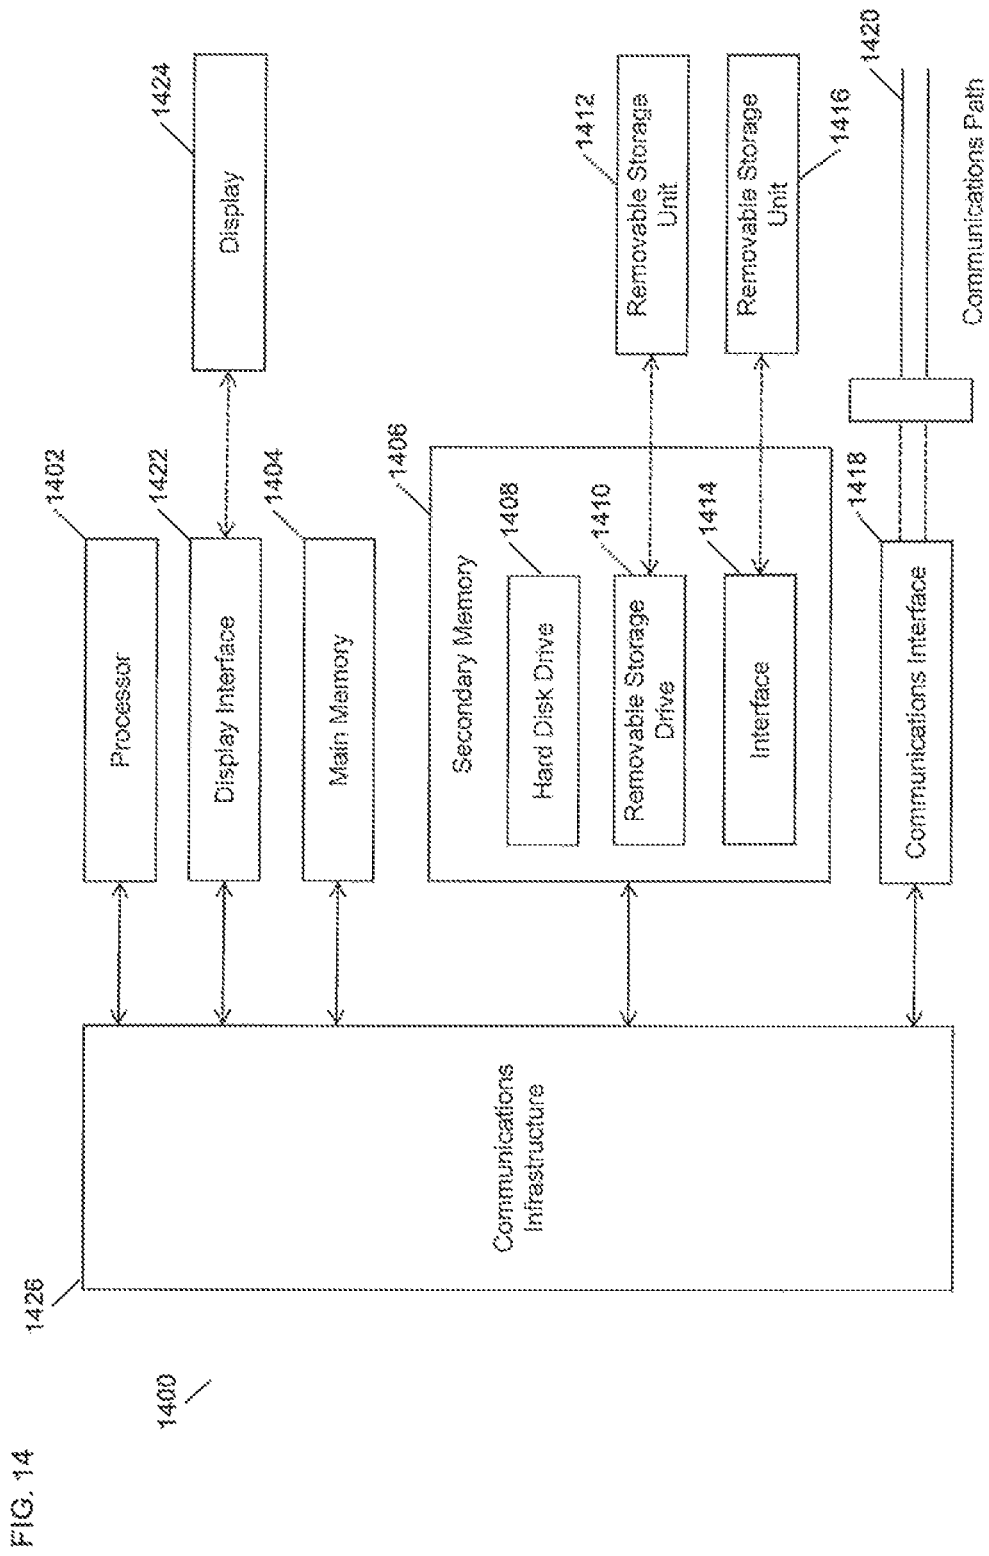 FIG. 14
1400
1426
Communications
Infrastructure
1402
Processor
1422
Display Interface
1424
Display
1404
Main Memory
1406
Secondary Memory
1408
Hard Disk Drive
1410
Removable Storage
Drive
1412
Removable Storage
Unit
1414
Interface
1416
Removable Storage
Unit
1418
Communications Interface
1420
Communications Path